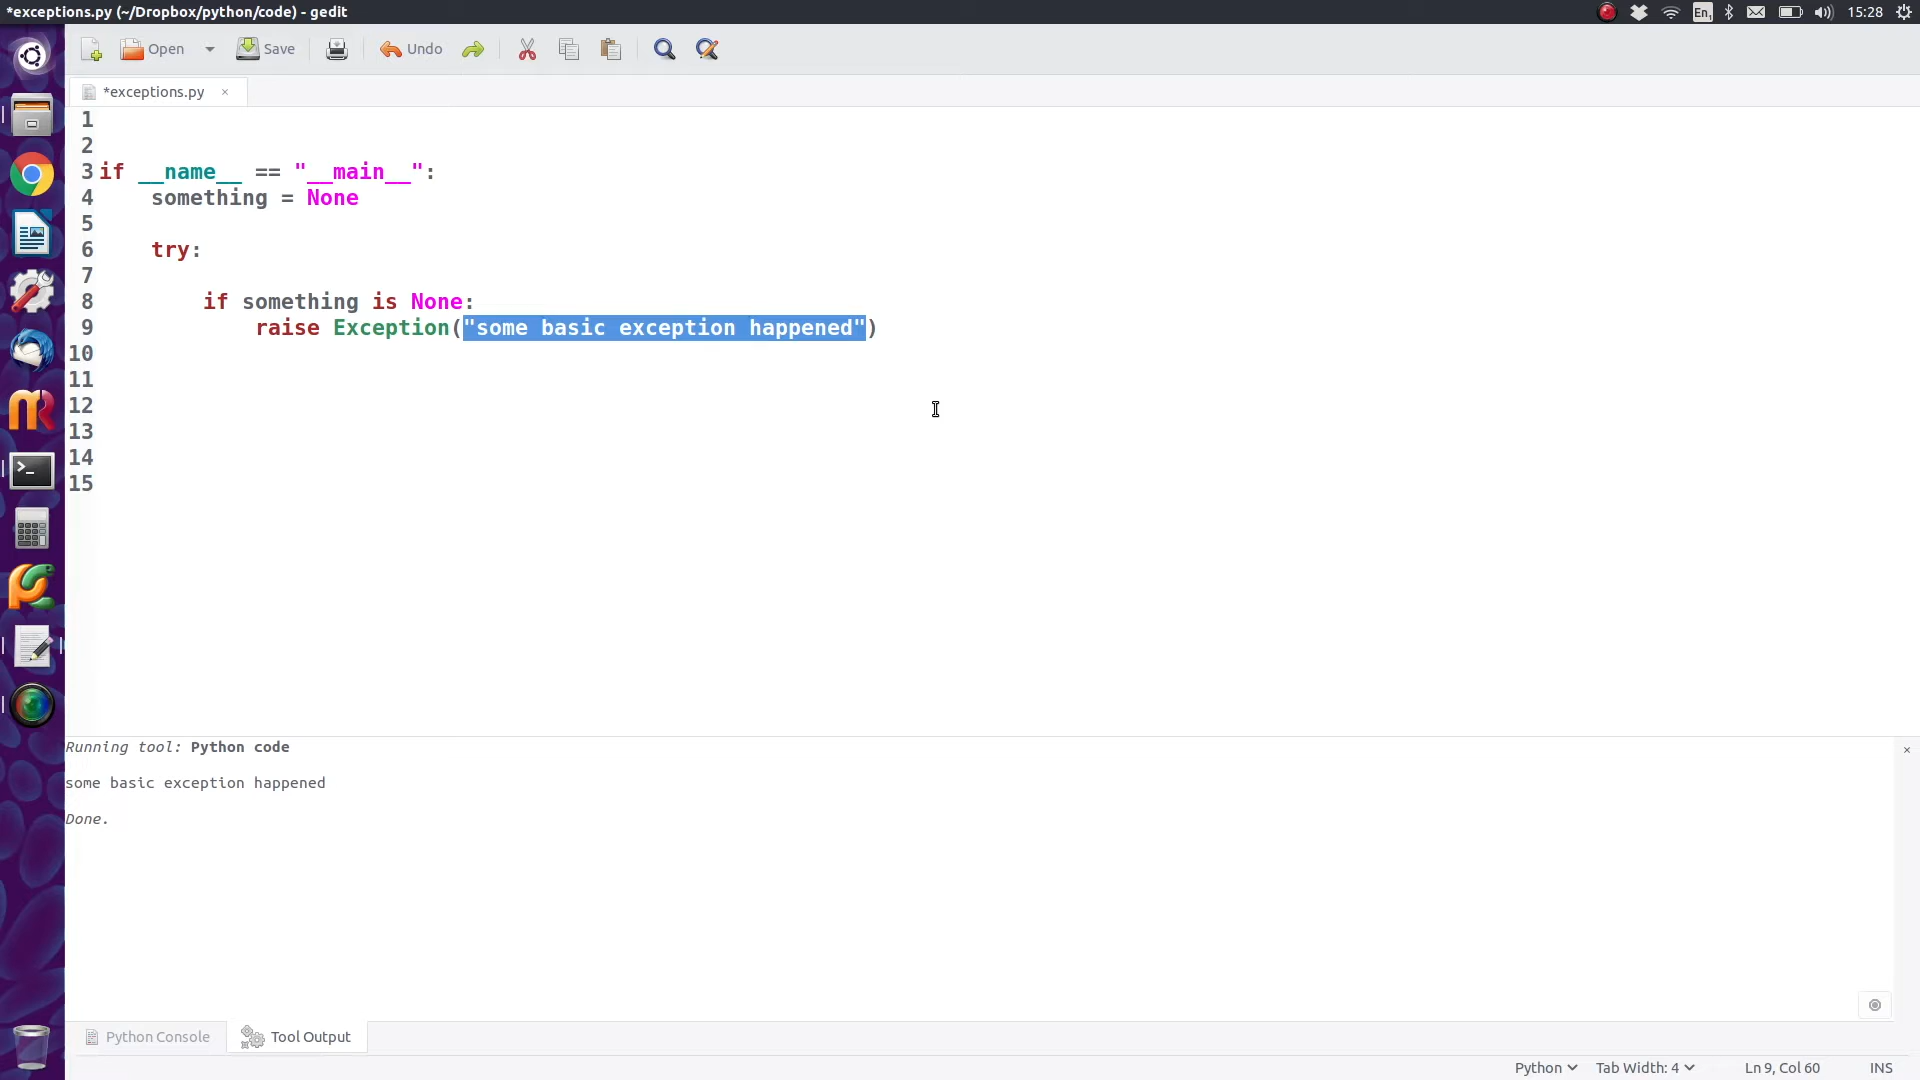 *exceptions.py (~/Dropbox/python/code) - gedit
En1
15:28
Open
Save
Undo
*exceptions.py ×
1
2
3 if __name__ == "__main__":
4 something = None
5
6 try:
7
8 if something is None:
9 raise Exception("some basic exception happened")
10
11
12
13
14
15
Running tool: Python code
some basic exception happened
Done.
Python Console
Tool Output
Python
Tab Width: 4
Ln 9, Col 60
INS